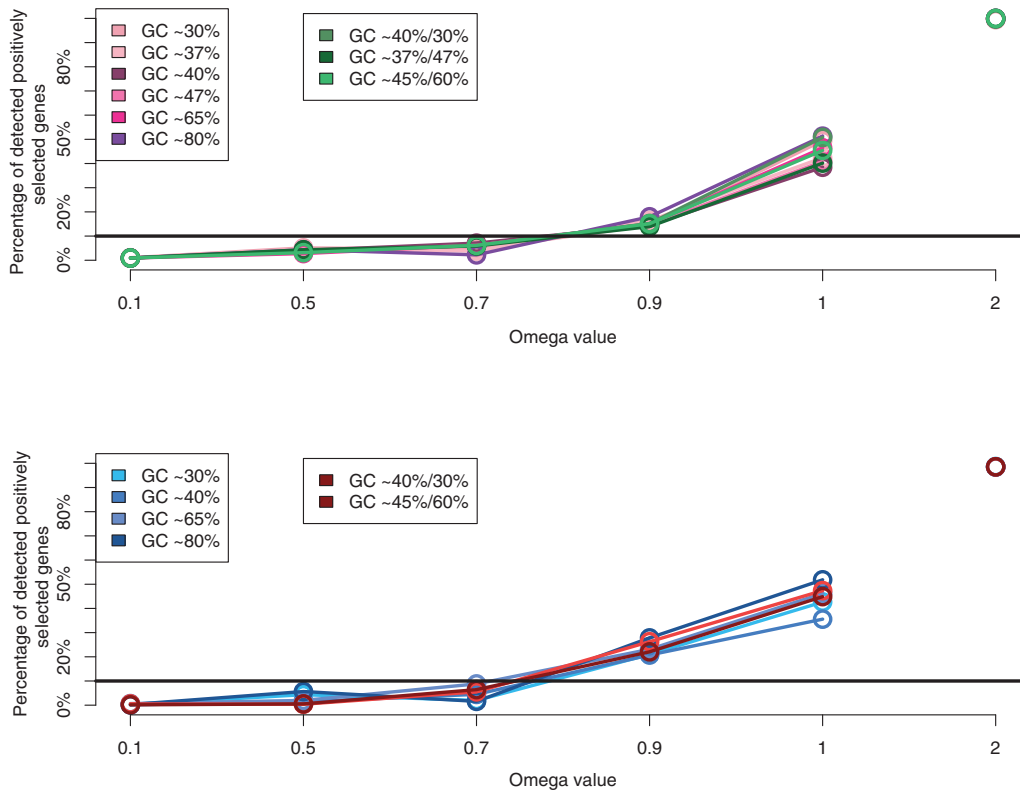 Percentage of detected positively
selected genes
80%
50%
20%
0%
GC ~30%
GC ~37%
GC ~40%
GC ~47%
GC ~65%
GC ~80%
GC ~40%/30%
GC ~37%/47%
GC ~45%/60%
0.1 0.5 0.7 0.9 1 2
Omega value
Percentage of detected positively
selected genes
80%
50%
20%
0%
GC ~30%
GC ~40%
GC ~65%
GC ~80%
GC ~40%/30%
GC ~45%/60%
0.1 0.5 0.7 0.9 1 2
Omega value